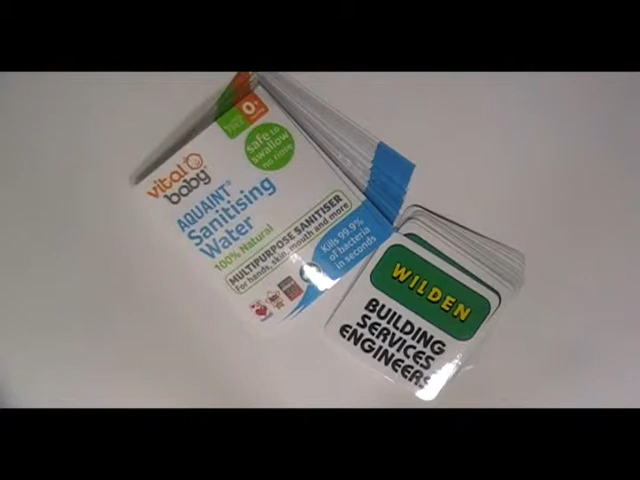 0+
safe to
swallow
no rinse
vital
baby
AQUAINT®
Sanitising
Water
100% Natural
MULTIPURPOSE SANITISER
For hands, skin, mouth and more
Kills 99.9%
of bacteria
in seconds
WILDEN
BUILDING
SERVICES
ENGINEERS